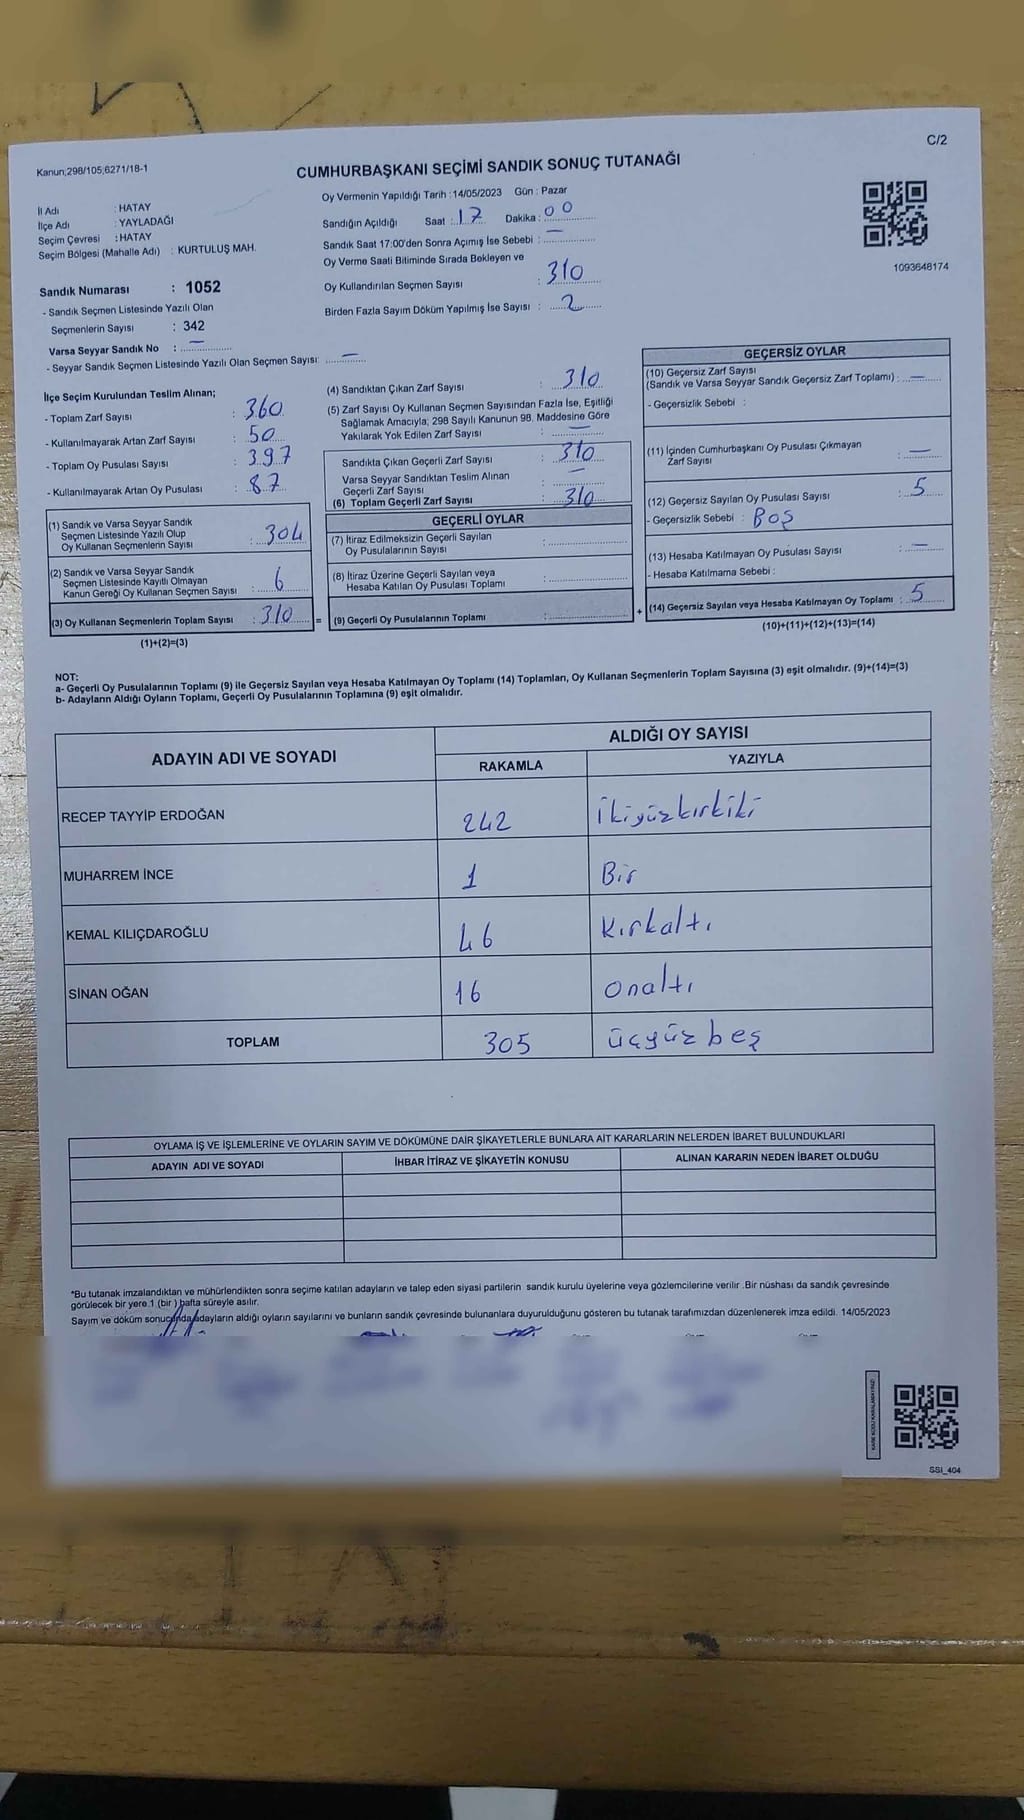 C/2
Kanun;298/105;6271/18-1
CUMHURBAŞKANI SEÇİMİ SANDIK SONUÇ TUTANAĞI
Oy Vermenin Yapıldığı Tarih : 14/05/2023 Gün : Pazar
İl Adı : HATAY
İlçe Adı : YAYLADAĞI
Seçim Çevresi : HATAY
Seçim Bölgesi (Mahalle Adı) : KURTULUŞ MAH.
Sandığın Açıldığı Saat : 17 Dakika : 00
Sandık Saat 17:00'den Sonra Açımış İse Sebebi : —
Oy Verme Saati Bitiminde Sırada Bekleyen ve
Oy Kullandırılan Seçmen Sayısı : 310
Birden Fazla Sayım Döküm Yapılmış İse Sayısı : 2
1093648174
Sandık Numarası : 1052
- Sandık Seçmen Listesinde Yazılı Olan
Seçmenlerin Sayısı : 342
Varsa Seyyar Sandık No : —
- Seyyar Sandık Seçmen Listesinde Yazılı Olan Seçmen Sayısı: —
İlçe Seçim Kurulundan Teslim Alınan;
- Toplam Zarf Sayısı : 360
- Kullanılmayarak Artan Zarf Sayısı : 50
- Toplam Oy Pusulası Sayısı : 397
- Kullanılmayarak Artan Oy Pusulası : 87
(1) Sandık ve Varsa Seyyar Sandık
Seçmen Listesinde Yazılı Olup
Oy Kullanan Seçmenlerin Sayısı : 304
(2) Sandık ve Varsa Seyyar Sandık
Seçmen Listesinde Kayıtlı Olmayan
Kanun Gereği Oy Kullanan Seçmen Sayısı : 6
(3) Oy Kullanan Seçmenlerin Toplam Sayısı : 310 =
(1)+(2)=(3)
(4) Sandıktan Çıkan Zarf Sayısı : 310
(5) Zarf Sayısı Oy Kullanan Seçmen Sayısından Fazla İse, Eşitliği
Sağlamak Amacıyla; 298 Sayılı Kanunun 98. Maddesine Göre
Yakılarak Yok Edilen Zarf Sayısı : —
Sandıkta Çıkan Geçerli Zarf Sayısı : 310
Varsa Seyyar Sandıktan Teslim Alınan
Geçerli Zarf Sayısı : —
(6) Toplam Geçerli Zarf Sayısı : 310
GEÇERLİ OYLAR
(7) İtiraz Edilmeksizin Geçerli Sayılan
Oy Pusulalarının Sayısı :
(8) İtiraz Üzerine Geçerli Sayılan veya
Hesaba Katılan Oy Pusulası Toplamı :
(9) Geçerli Oy Pusulalarının Toplamı : +
GEÇERSİZ OYLAR
(10) Geçersiz Zarf Sayısı
(Sandık ve Varsa Seyyar Sandık Geçersiz Zarf Toplamı) : —
- Geçersizlik Sebebi :
(11) İçinden Cumhurbaşkanı Oy Pusulası Çıkmayan
Zarf Sayısı : —
(12) Geçersiz Sayılan Oy Pusulası Sayısı : 5
- Geçersizlik Sebebi : BOŞ
(13) Hesaba Katılmayan Oy Pusulası Sayısı : —
- Hesaba Katılmama Sebebi :
(14) Geçersiz Sayılan veya Hesaba Katılmayan Oy Toplamı : 5
(10)+(11)+(12)+(13)=(14)
NOT:
a- Geçerli Oy Pusulalarının Toplamı (9) ile Geçersiz Sayılan veya Hesaba Katılmayan Oy Toplamı (14) Toplamları, Oy Kullanan Seçmenlerin Toplam Sayısına (3) eşit olmalıdır. (9)+(14)=(3)
b- Adayların Aldığı Oyların Toplamı, Geçerli Oy Pusulalarının Toplamına (9) eşit olmalıdır.
ADAYIN ADI VE SOYADI ALDIĞI OY SAYISI
RAKAMLA YAZIYLA
RECEP TAYYİP ERDOĞAN 242 İkiyüzkırkiki
MUHARREM İNCE 1 Bir
KEMAL KILIÇDAROĞLU 46 Kırkaltı
SİNAN OĞAN 16 Onaltı
TOPLAM 305 üçyüzbeş
OYLAMA İŞ VE İŞLEMLERİNE VE OYLARIN SAYIM VE DÖKÜMÜNE DAİR ŞİKAYETLERLE BUNLARA AİT KARARLARIN NELERDEN İBARET BULUNDUKLARI
ADAYIN ADI VE SOYADI İHBAR İTİRAZ VE ŞİKAYETİN KONUSU ALINAN KARARIN NEDEN İBARET OLDUĞU
*Bu tutanak imzalandıktan ve mühürlendikten sonra seçime katılan adayların ve talep eden siyasi partilerin sandık kurulu üyelerine veya gözlemcilerine verilir .Bir nüshası da sandık çevresinde
görülecek bir yere 1 (bir ) hafta süreyle asılır.
Sayım ve döküm sonucunda adayların aldığı oyların sayılarını ve bunların sandık çevresinde bulunanlara duyurulduğunu gösteren bu tutanak tarafımızdan düzenlenerek imza edildi. 14/05/2023
SSI_404